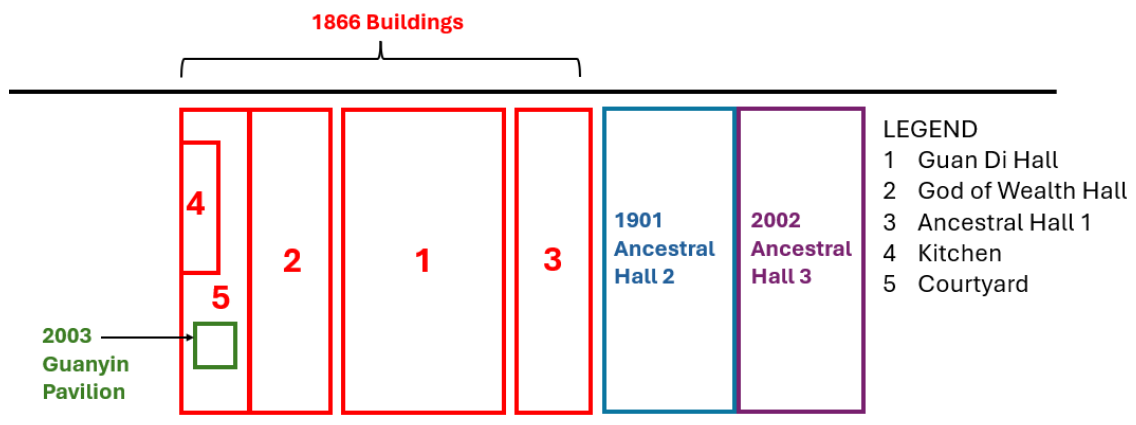 1866 Buildings
4
2
1
3
5
1901
Ancestral
Hall 2
2002
Ancestral
Hall 3
2003
Guanyin
Pavilion
LEGEND
1 Guan Di Hall
2 God of Wealth Hall
3 Ancestral Hall 1
4 Kitchen
5 Courtyard